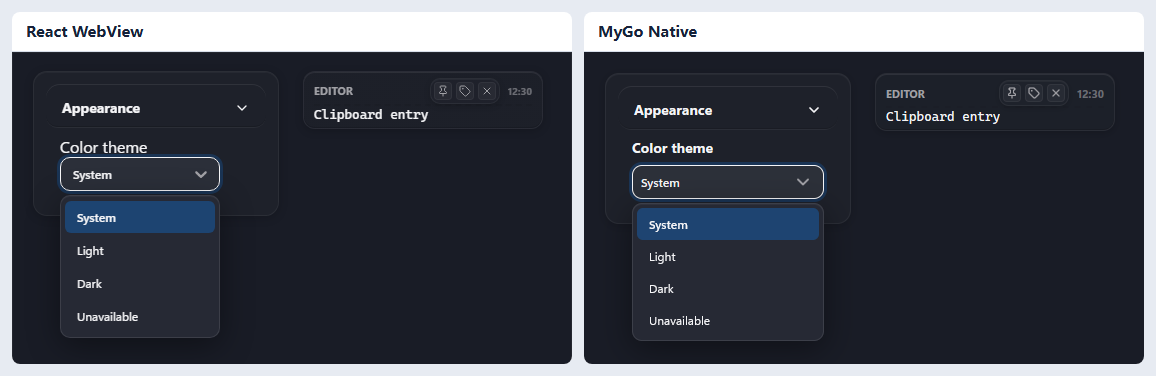 React WebView
Appearance
Color theme
System
System
Light
Dark
Unavailable
EDITOR
12:30
Clipboard entry
MyGo Native
Appearance
Color theme
System
System
Light
Dark
Unavailable
EDITOR
12:30
Clipboard entry